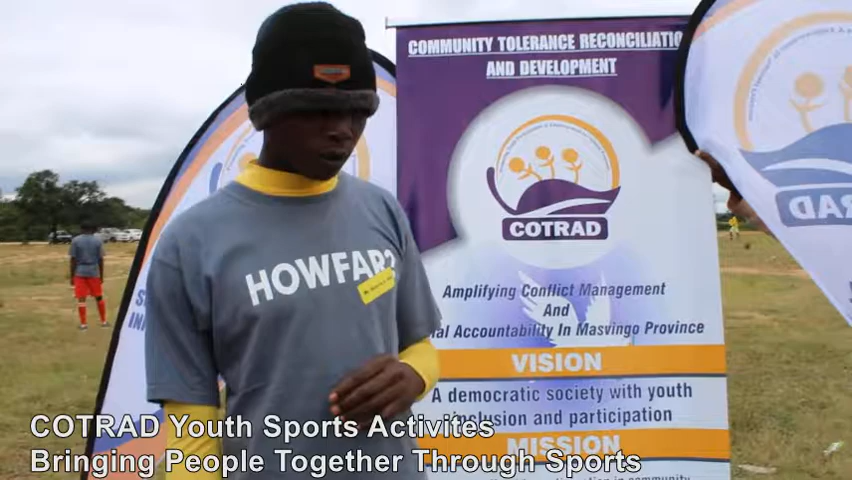 COMMUNITY TOLERANCE RECONCILIATIO
AND DEVELOPMENT
COTRAD
Amplifying Conflict Management
And
al Accountability In Masvingo Province
VISION
A democratic society with youth
inclusion and participation
MISSION
HOWFAR?
COTRAD Youth Sports Activites
Bringing People Together Through Sports
COTRA